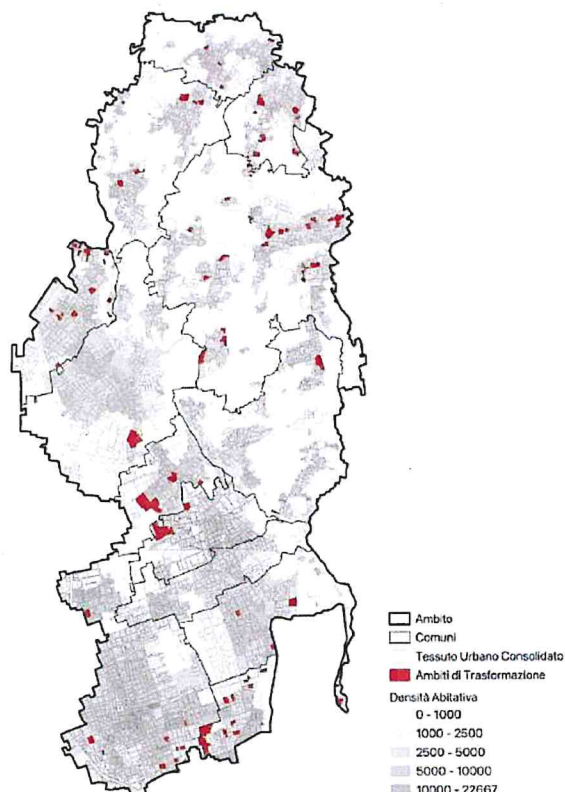 Ambito
Comuni
Tessuto Urbano Consolidato
Ambiti di Trasformazione
Densità Abitativa
0 - 1000
1000 - 2500
2500 - 5000
5000 - 10000
10000 - 22667